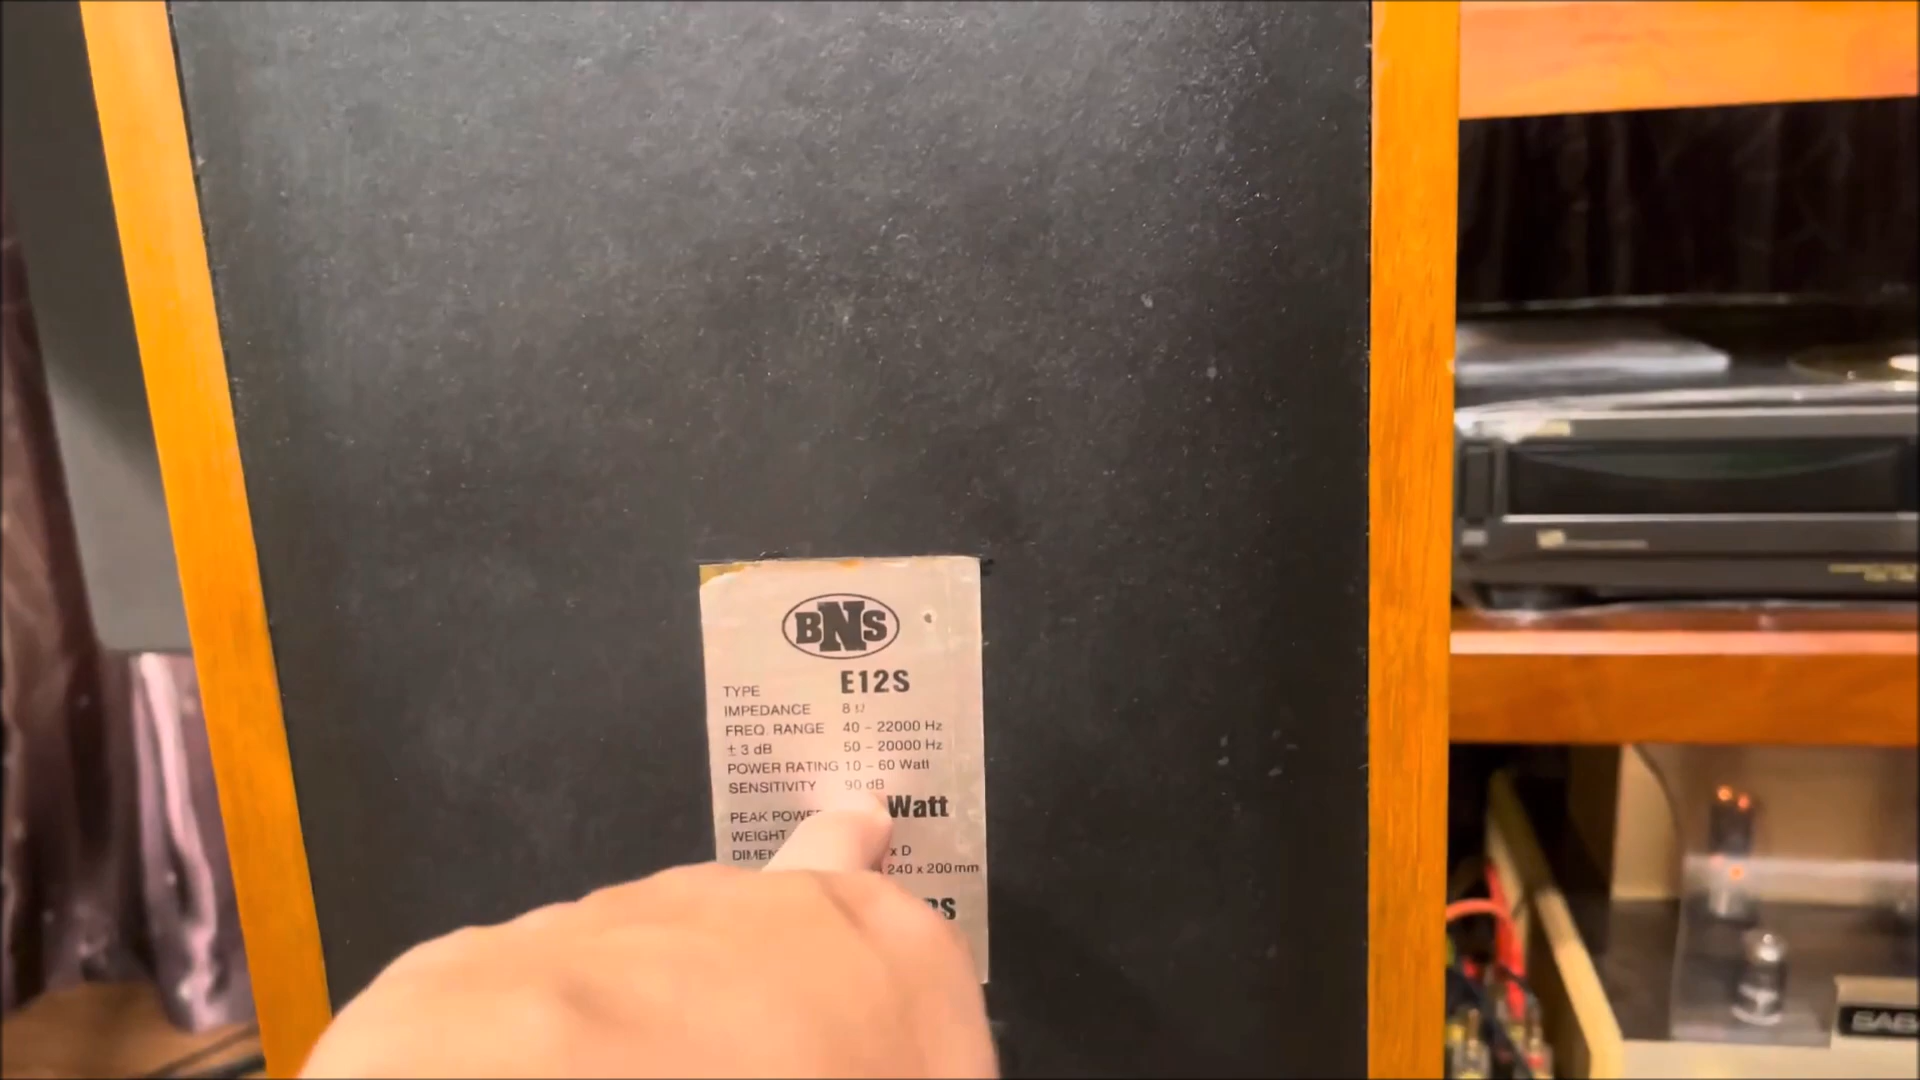 BNS
TYPE E12S
IMPEDANCE 8 Ω
FREQ. RANGE 40 – 22000 Hz
± 3 dB 50 – 20000 Hz
POWER RATING 10 – 60 Watt
SENSITIVITY 90 dB
PEAK Watt
WEIGHT
x D
240 x 200 mm